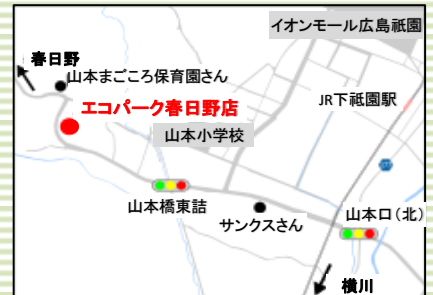 イオンモール広島祇園
春日野
山本まごころ保育園さん
JR下祇園駅
エコパーク春日野店
山本小学校
山本橋東詰
サンクスさん
山本口(北)
横川